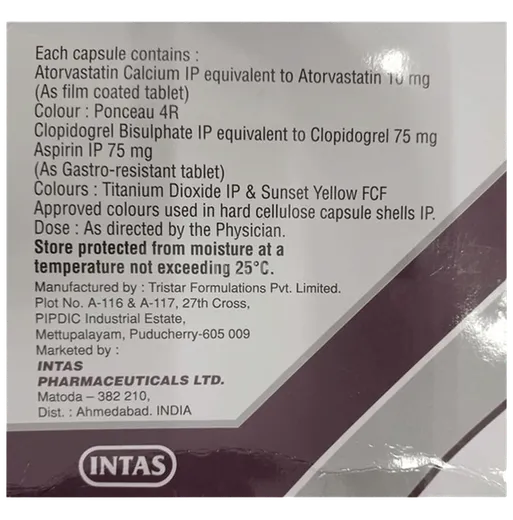 Each capsule contains :
Atorvastatin Calcium IP equivalent to Atorvastatin 10 mg
(As film coated tablet)
Colour : Ponceau 4R
Clopidogrel Bisulphate IP equivalent to Clopidogrel 75 mg
Aspirin IP 75 mg
(As Gastro-resistant tablet)
Colours : Titanium Dioxide IP & Sunset Yellow FCF
Approved colours used in hard cellulose capsule shells IP.
Dose : As directed by the Physician.
Store protected from moisture at a
temperature not exceeding 25°C.
Manufactured by : Tristar Formulations Pvt. Limited.
Plot No. A-116 & A-117, 27th Cross,
PIPDIC Industrial Estate,
Mettupalayam, Puducherry-605 009
Marketed by :
INTAS
PHARMACEUTICALS LTD.
Matoda – 382 210,
Dist. : Ahmedabad. INDIA
INTAS